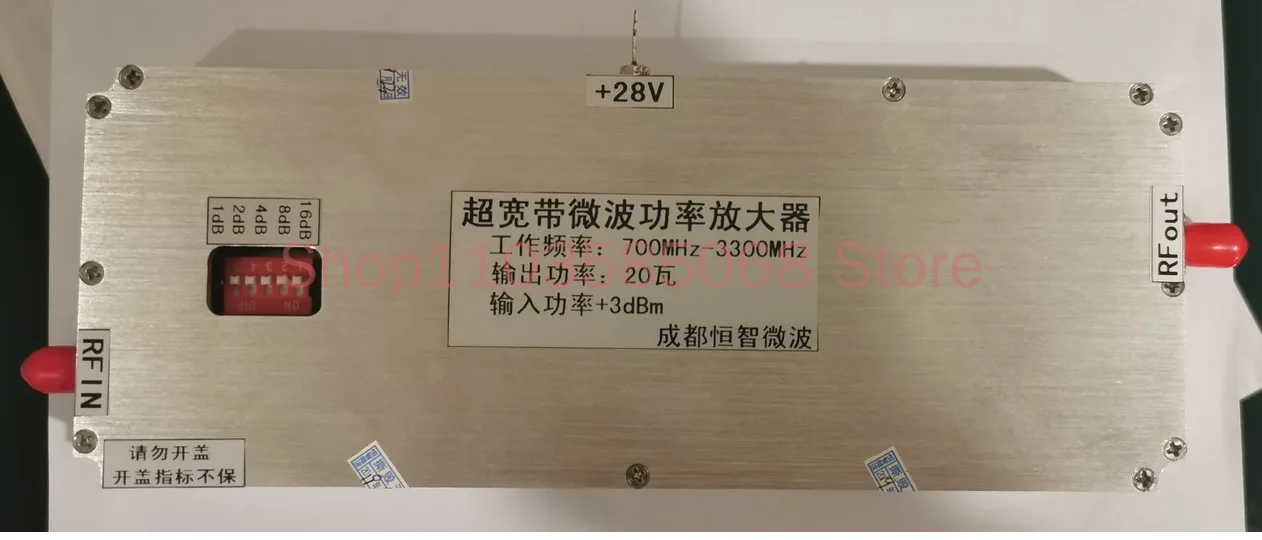 +28V
16dB
8dB
4dB
2dB
1dB
超宽带微波功率放大器
工作频率：700MHz-3300MHz
输出功率：20瓦
输入功率+3dBm
成都恒智微波
RFout
RF IN
请勿开盖
开盖指标不保
Shop1103585068 Store